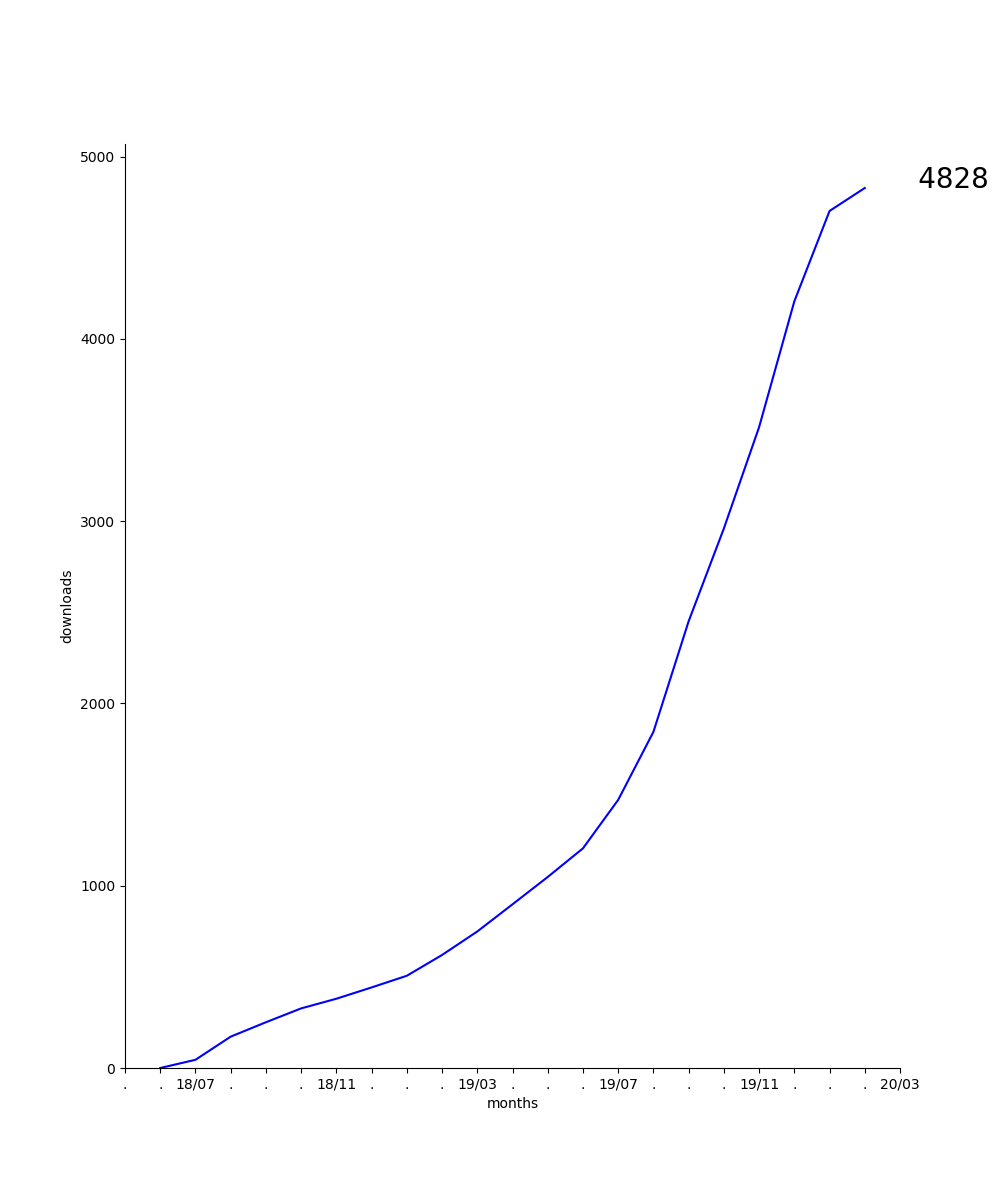 5000
4828
4000
3000
downloads
2000
1000
0
. . 18/07 . . . 18/11 . . . 19/03 . . . 19/07 . . . 19/11 . . . 20/03
months